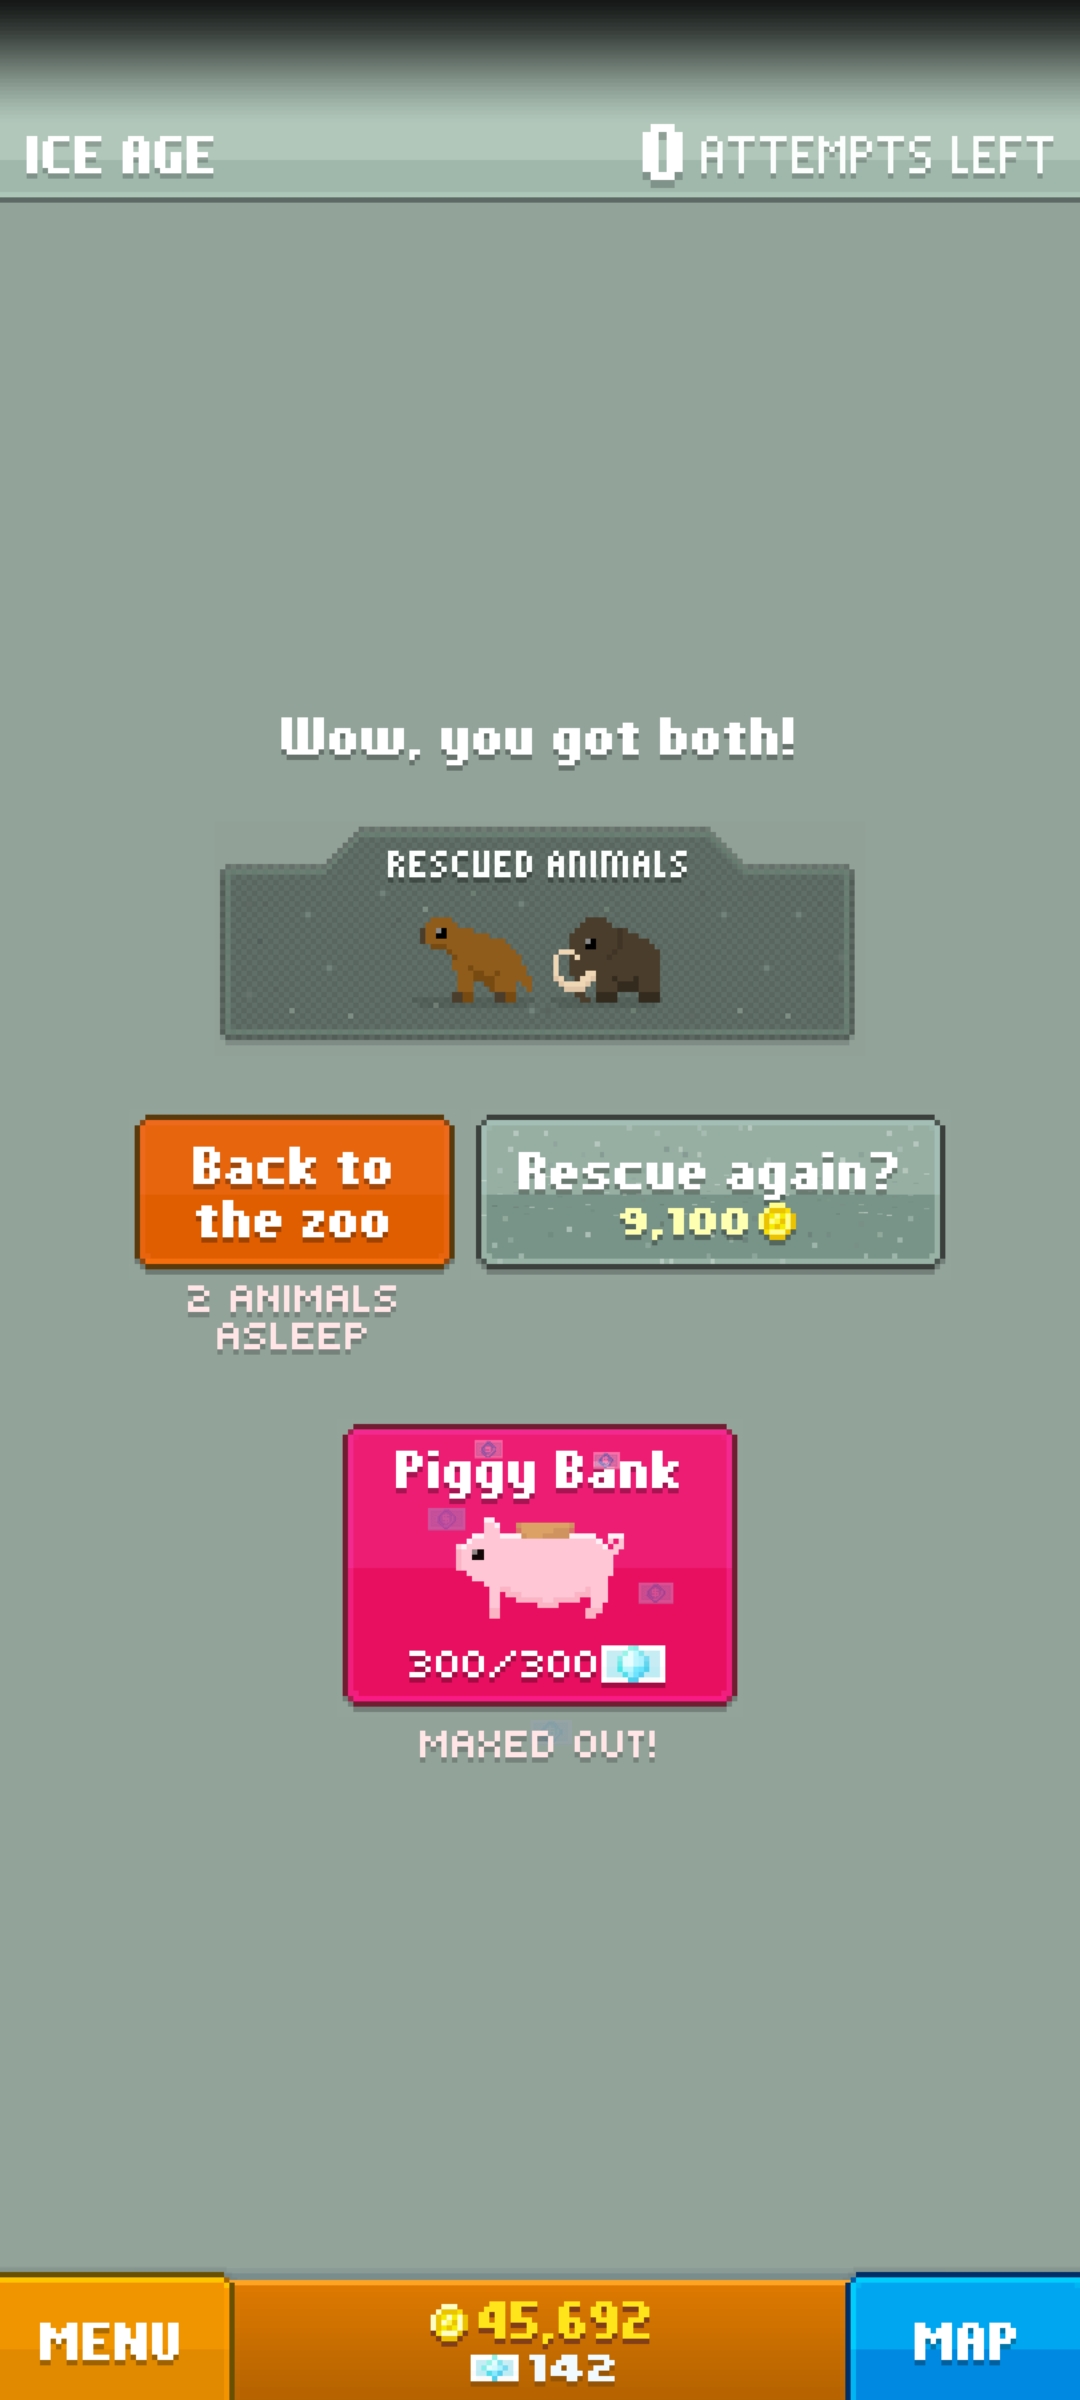 ICE AGE
0 ATTEMPTS LEFT
Wow, you got both!
RESCUED ANIMALS
Back to
the zoo
Rescue again?
9,100
2 ANIMALS
ASLEEP
Piggy Bank
300/300
MAXED OUT!
MENU
45,692
142
MAP